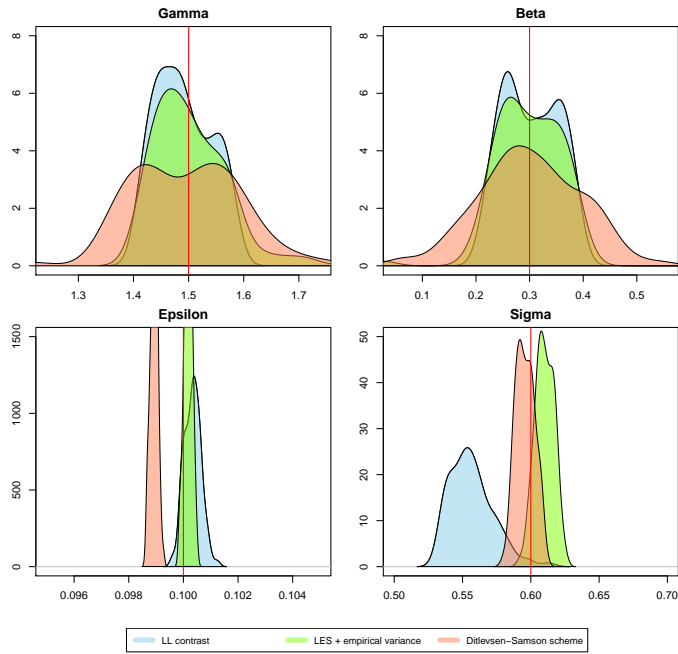 Gamma
Beta
8
6
4
2
0
1.3 1.4 1.5 1.6 1.7
8
6
4
2
0
0.1 0.2 0.3 0.4 0.5
Epsilon
Sigma
1500
1000
500
0
0.096 0.098 0.100 0.102 0.104
50
40
30
20
10
0
0.50 0.55 0.60 0.65 0.70
LL contrast LES + empirical variance Ditlevsen−Samson scheme